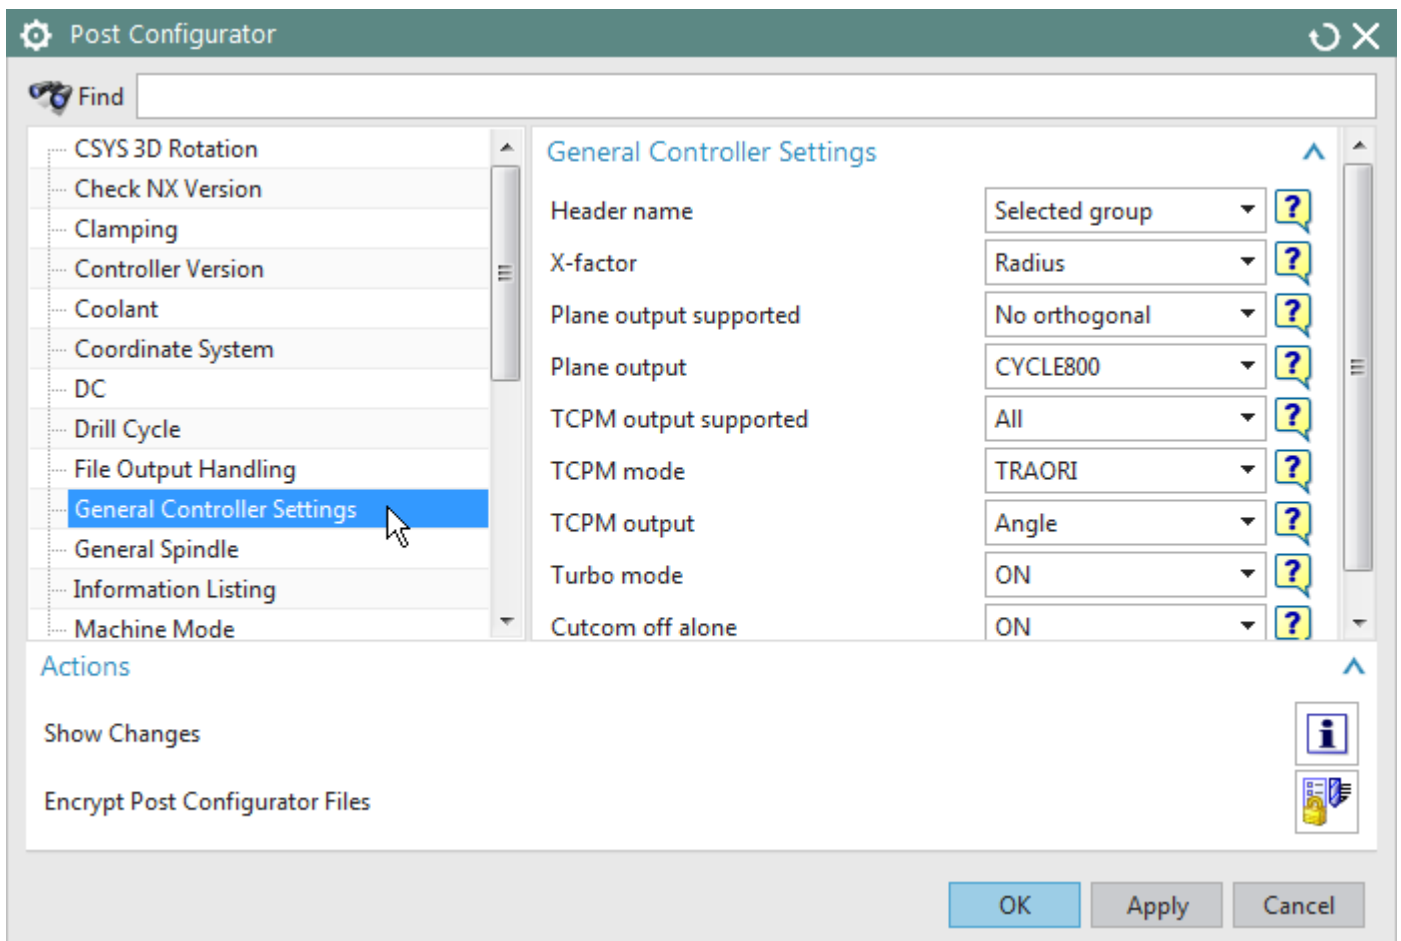 Post Configurator
Find
CSYS 3D Rotation
Check NX Version
Clamping
Controller Version
Coolant
Coordinate System
DC
Drill Cycle
File Output Handling
General Controller Settings
General Spindle
Information Listing
Machine Mode
General Controller Settings
Header name Selected group ?
X-factor Radius ?
Plane output supported No orthogonal ?
Plane output CYCLE800 ?
TCPM output supported All ?
TCPM mode TRAORI ?
TCPM output Angle ?
Turbo mode ON ?
Cutcom off alone ON ?
Actions
Show Changes i
Encrypt Post Configurator Files
OK Apply Cancel